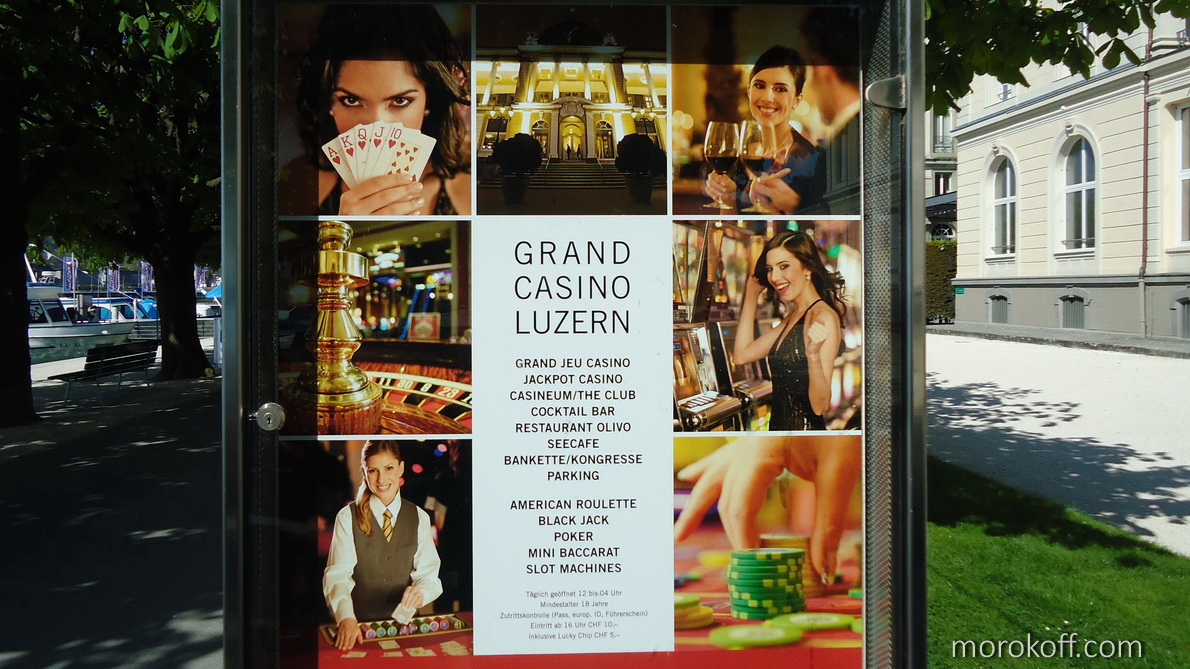 A K Q J 10
GRAND
CASINO
LUZERN
GRAND JEU CASINO
JACKPOT CASINO
CASINEUM/THE CLUB
COCKTAIL BAR
RESTAURANT OLIVO
SEECAFE
BANKETTE/KONGRESSE
PARKING
AMERICAN ROULETTE
BLACK JACK
POKER
MINI BACCARAT
SLOT MACHINES
Täglich geöffnet 12 bis 04 Uhr
Mindestalter 18 Jahre
Zutrittskontrolle (Pass, europ. ID, Führerschein)
Eintritt ab 16 Uhr CHF 10,–
inklusive Lucky Chip CHF 5,–
morokoff.com